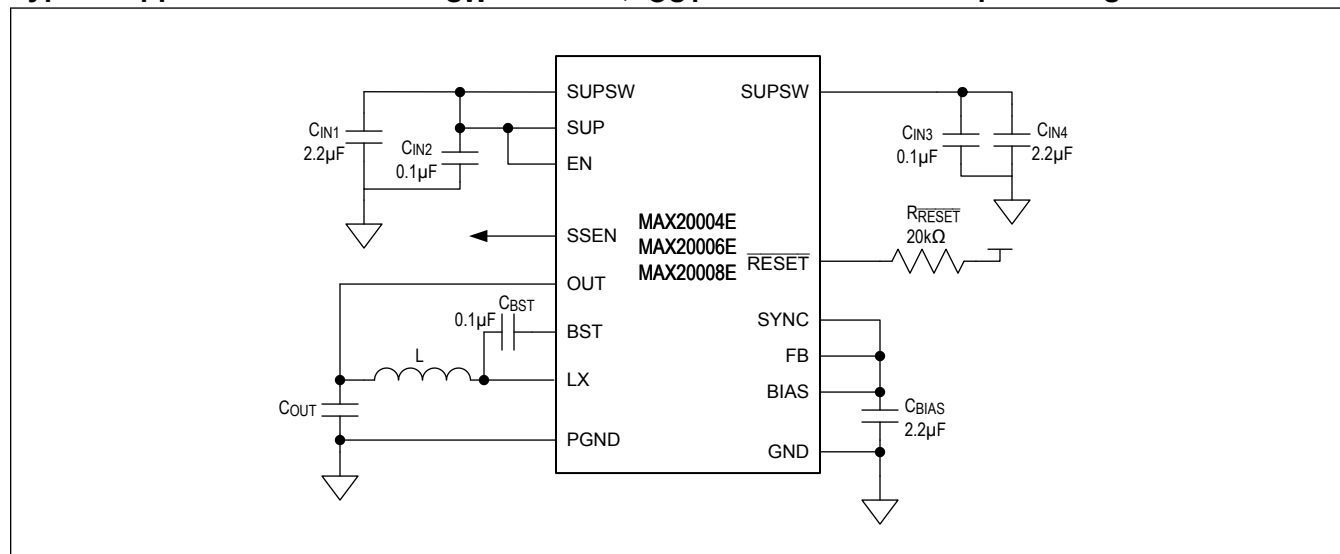 SUPSW
SUP
EN
SSEN
OUT
BST
LX
PGND
SUPSW
RESET
SYNC
FB
BIAS
GND
MAX20004E
MAX20006E
MAX20008E
CIN1
2.2µF
CIN2
0.1µF
CBST
0.1µF
L
COUT
CIN3
0.1µF
CIN4
2.2µF
RRESET
20kΩ
CBIAS
2.2µF